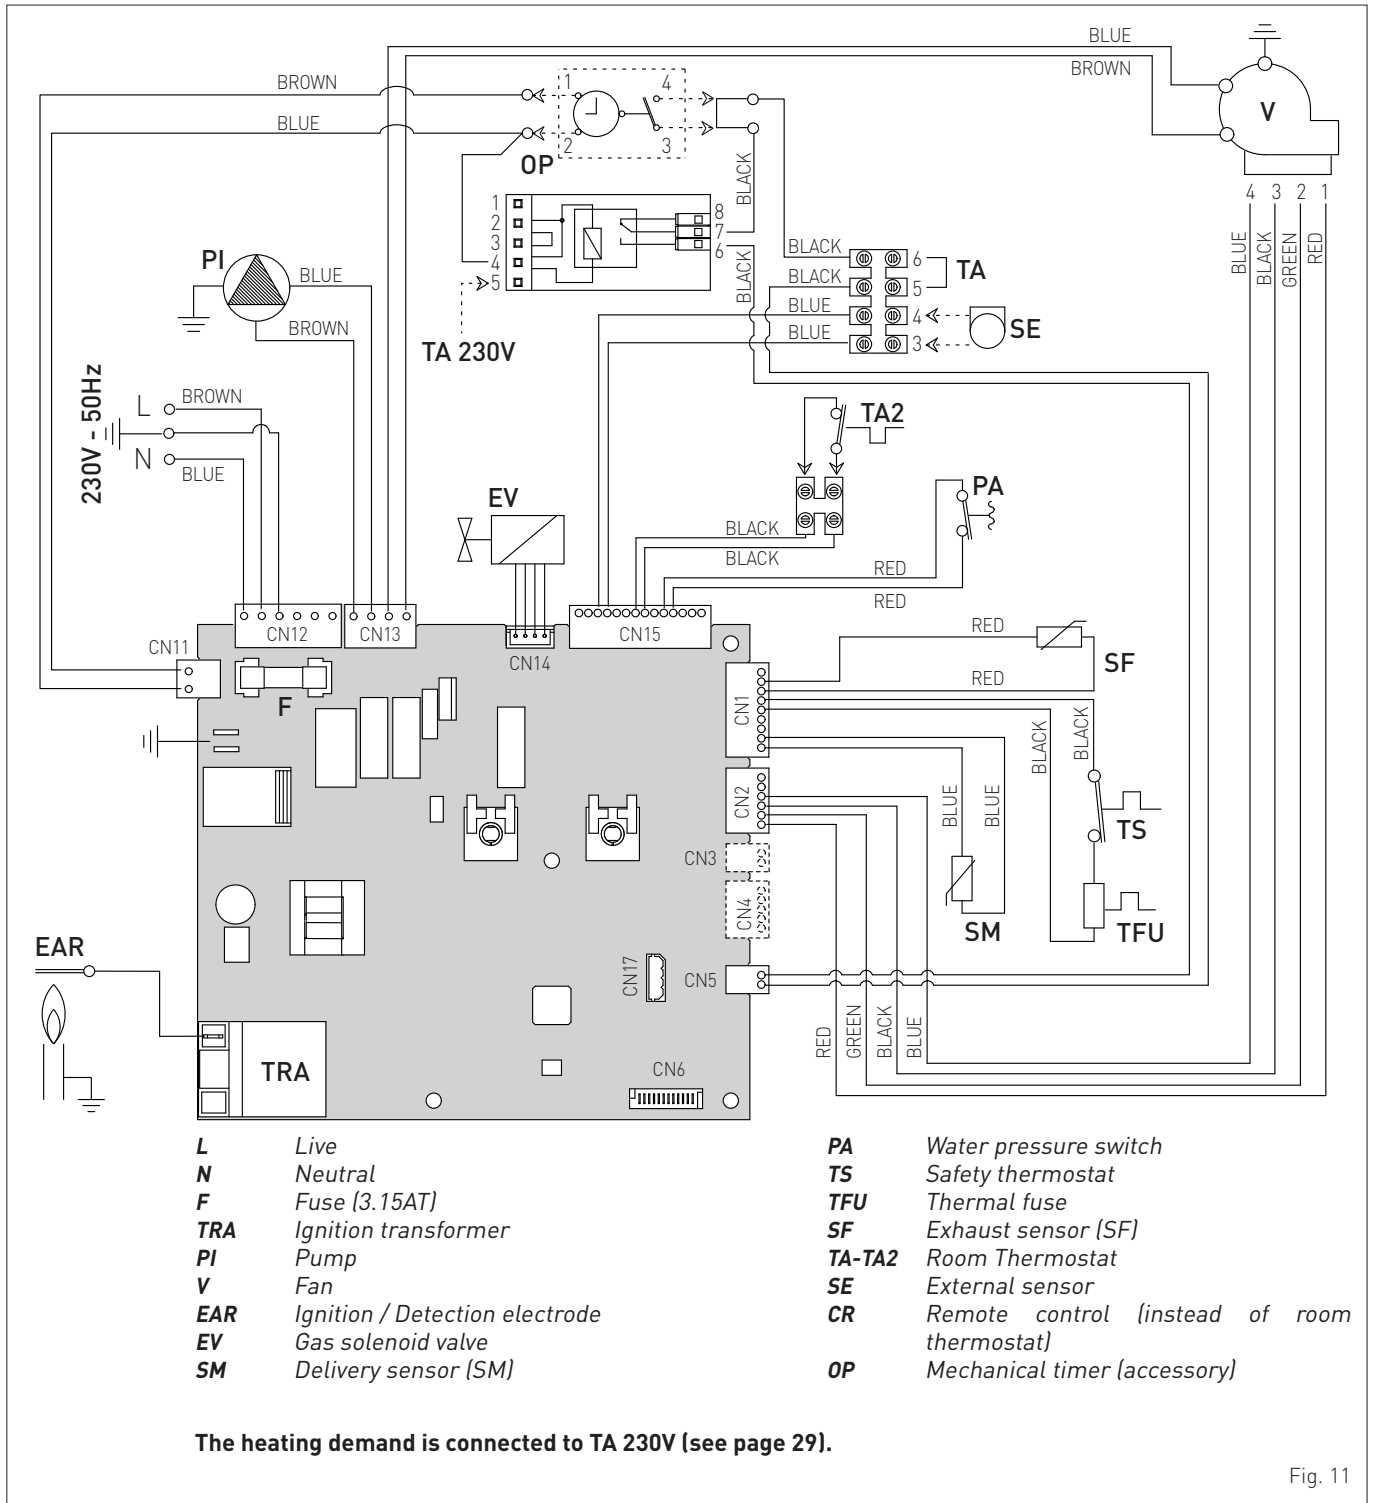 BLUE
BROWN
BROWN
BLUE
1
4
2
3
OP
V
4 3 2 1
BLUE
BLACK
GREEN
RED
BLACK
1
2
3
4
5
8
7
6
BLACK
TA 230V
PI
BLUE
BROWN
BLACK
BLACK
BLUE
BLUE
6
5
4
3
TA
SE
230V - 50Hz
L
BROWN
N
BLUE
TA2
EV
PA
BLACK
BLACK
RED
RED
CN12
CN13
CN14
CN15
CN11
F
RED
RED
SF
CN1
BLACK
BLACK
CN2
BLUE
BLUE
TS
CN3
CN4
SM
TFU
EAR
CN17
CN5
RED
GREEN
BLACK
BLUE
TRA
CN6
L Live
N Neutral
F Fuse (3.15AT)
TRA Ignition transformer
PI Pump
V Fan
EAR Ignition / Detection electrode
EV Gas solenoid valve
SM Delivery sensor (SM)
PA Water pressure switch
TS Safety thermostat
TFU Thermal fuse
SF Exhaust sensor (SF)
TA-TA2 Room Thermostat
SE External sensor
CR Remote control (instead of room
thermostat)
OP Mechanical timer (accessory)
The heating demand is connected to TA 230V (see page 29).
Fig. 11